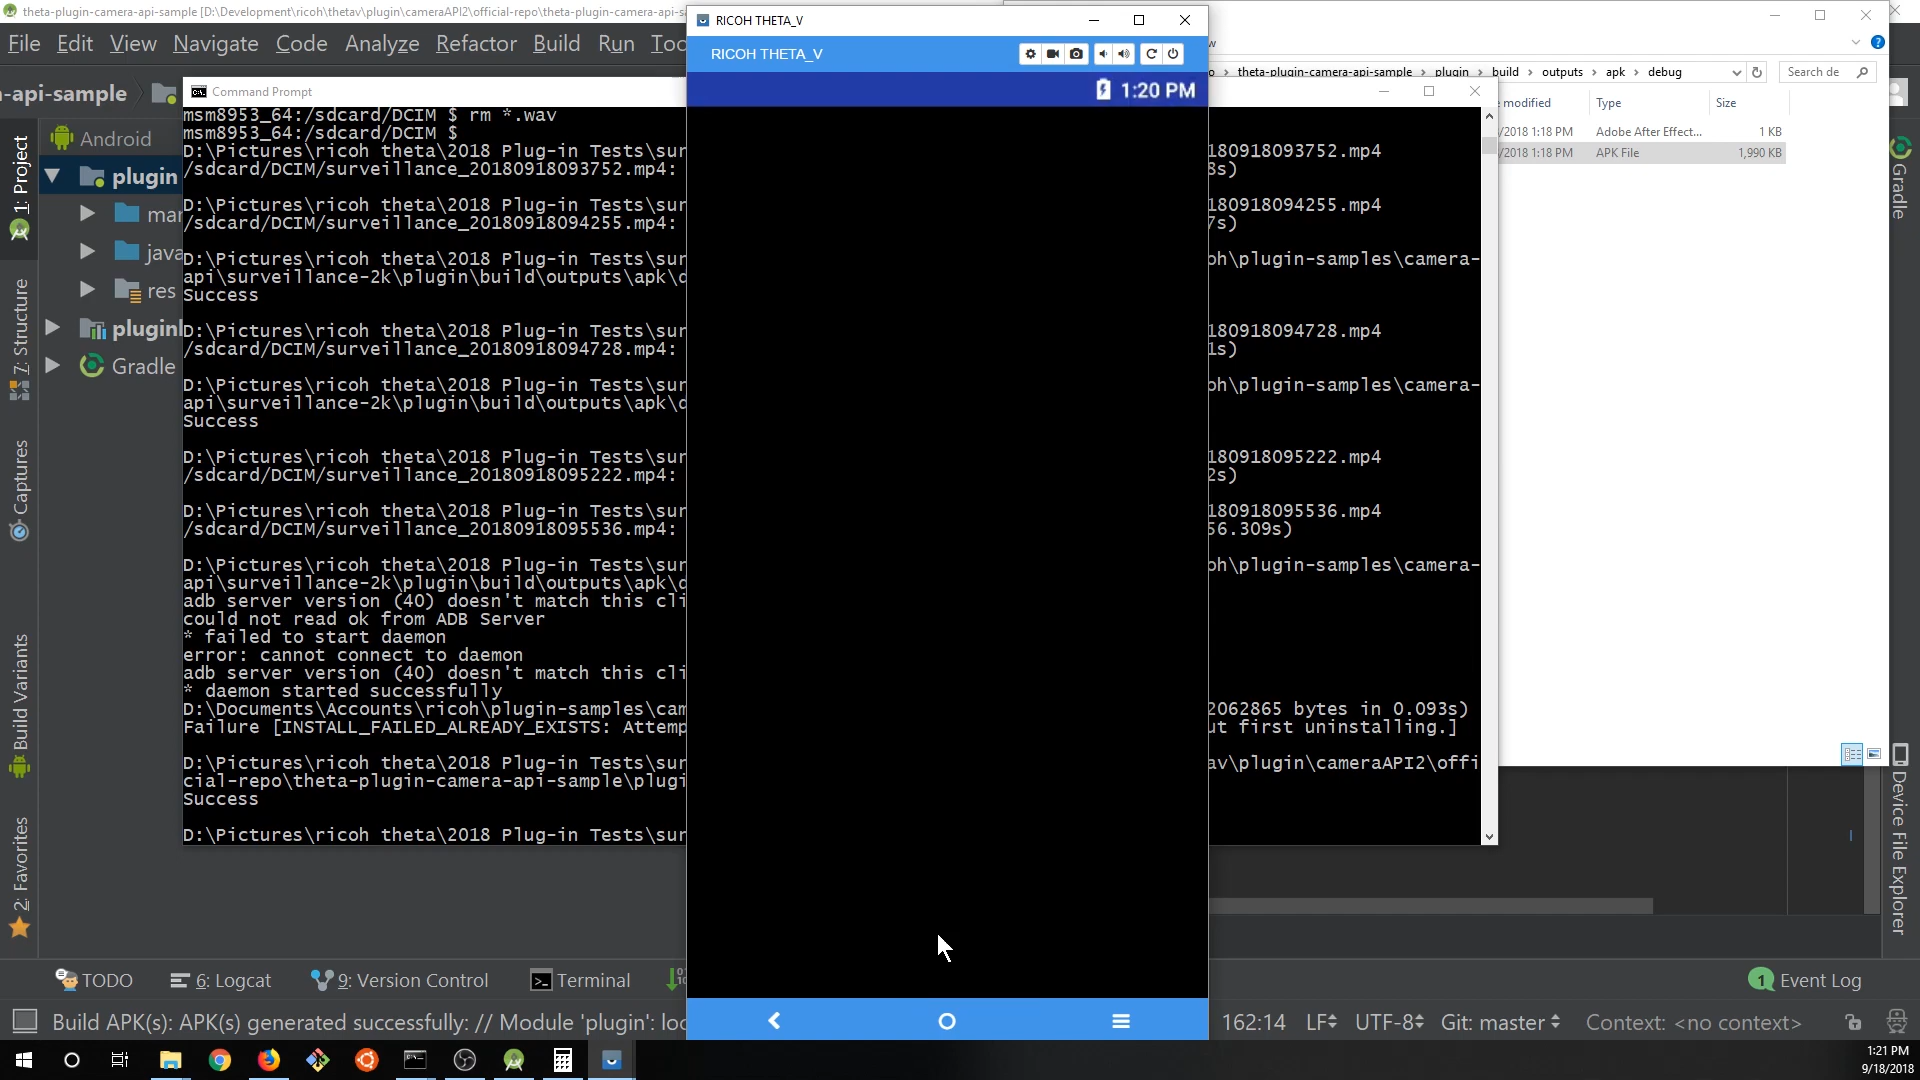 theta-plugin-camera-api-sample [D:\Development\ricoh\thetav\plugin\cameraAPI2\official-repo\theta-plugin-camera-api-s
File Edit View Navigate Code Analyze Refactor Build Run Too
-api-sample
1: Project
7: Structure
Captures
Build Variants
2: Favorites
Android
plugin
mar
java
res
pluginl
Gradle
Command Prompt
msm8953_64:/sdcard/DCIM $ rm *.wav
msm8953_64:/sdcard/DCIM $
D:\Pictures\ricoh theta\2018 Plug-in Tests\sur 180918093752.mp4
/sdcard/DCIM/surveillance_20180918093752.mp4: 8s)
D:\Pictures\ricoh theta\2018 Plug-in Tests\sur 180918094255.mp4
/sdcard/DCIM/surveillance_20180918094255.mp4: 7s)
D:\Pictures\ricoh theta\2018 Plug-in Tests\sur oh\plugin-samples\camera-
api\surveillance-2k\plugin\build\outputs\apk\d
Success
D:\Pictures\ricoh theta\2018 Plug-in Tests\sur 180918094728.mp4
/sdcard/DCIM/surveillance_20180918094728.mp4: 1s)
D:\Pictures\ricoh theta\2018 Plug-in Tests\sur oh\plugin-samples\camera-
api\surveillance-2k\plugin\build\outputs\apk\d
Success
D:\Pictures\ricoh theta\2018 Plug-in Tests\sur 180918095222.mp4
/sdcard/DCIM/surveillance_20180918095222.mp4: 2s)
D:\Pictures\ricoh theta\2018 Plug-in Tests\sur 180918095536.mp4
/sdcard/DCIM/surveillance_20180918095536.mp4: 56.309s)
D:\Pictures\ricoh theta\2018 Plug-in Tests\sur oh\plugin-samples\camera-
api\surveillance-2k\plugin\build\outputs\apk\d
adb server version (40) doesn't match this cli
could not read ok from ADB Server
* failed to start daemon
error: cannot connect to daemon
adb server version (40) doesn't match this cli
* daemon started successfully
D:\Documents\Accounts\ricoh\plugin-samples\cam 2062865 bytes in 0.093s)
Failure [INSTALL_FAILED_ALREADY_EXISTS: Attemp ut first uninstalling.]
D:\Pictures\ricoh theta\2018 Plug-in Tests\sur av\plugin\cameraAPI2\offi
cial-repo\theta-plugin-camera-api-sample\plugi
Success
D:\Pictures\ricoh theta\2018 Plug-in Tests\sur
RICOH THETA_V
RICOH THETA_V
1:20 PM
w
o › theta-plugin-camera-api-sample › plugin › build › outputs › apk › debug
Search de
modified Type Size
/2018 1:18 PM Adobe After Effect... 1 KB
/2018 1:18 PM APK File 1,990 KB
Gradle
Device File Explorer
TODO 6: Logcat 9: Version Control Terminal
1 Event Log
Build APK(s): APK(s) generated successfully: // Module 'plugin': loc
162:14 LF UTF-8 Git: master Context: <no context>
1:21 PM
9/18/2018